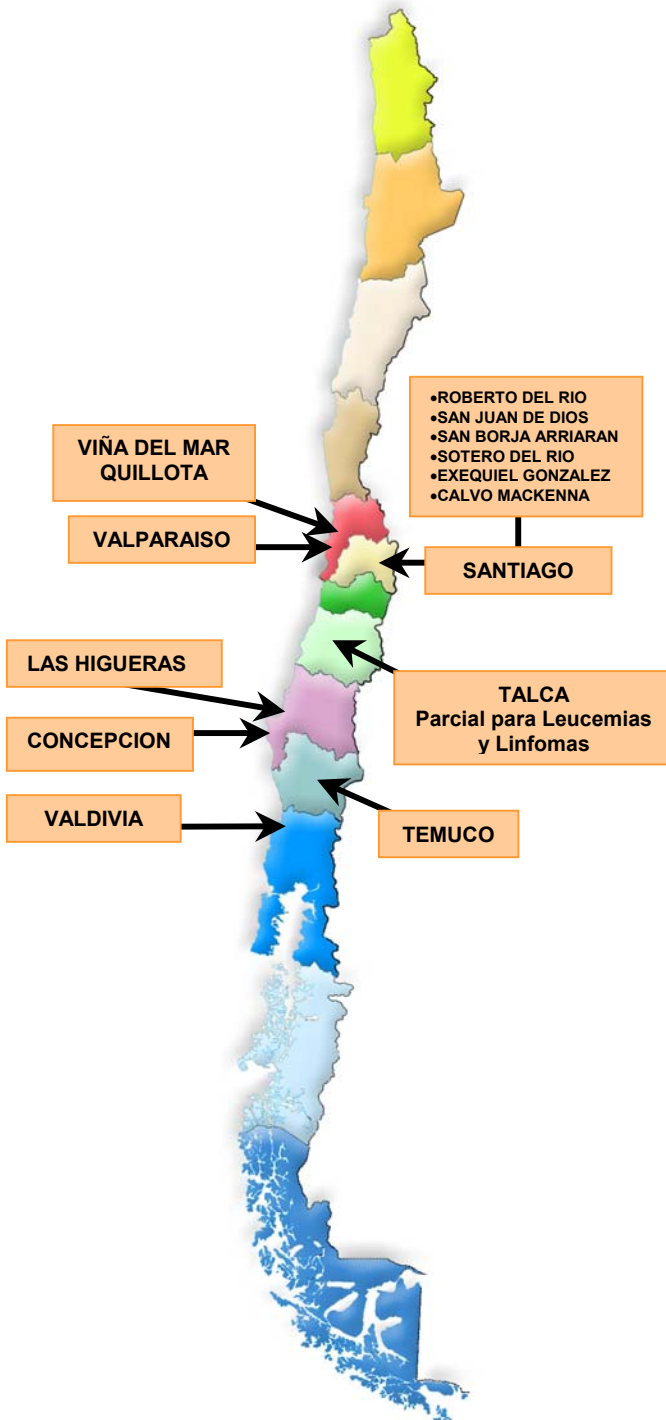 •ROBERTO DEL RIO
•SAN JUAN DE DIOS
•SAN BORJA ARRIARAN
•SOTERO DEL RIO
•EXEQUIEL GONZALEZ
•CALVO MACKENNA
VIÑA DEL MAR
QUILLOTA
VALPARAISO
SANTIAGO
LAS HIGUERAS
TALCA
Parcial para Leucemias
y Linfomas
CONCEPCION
VALDIVIA
TEMUCO